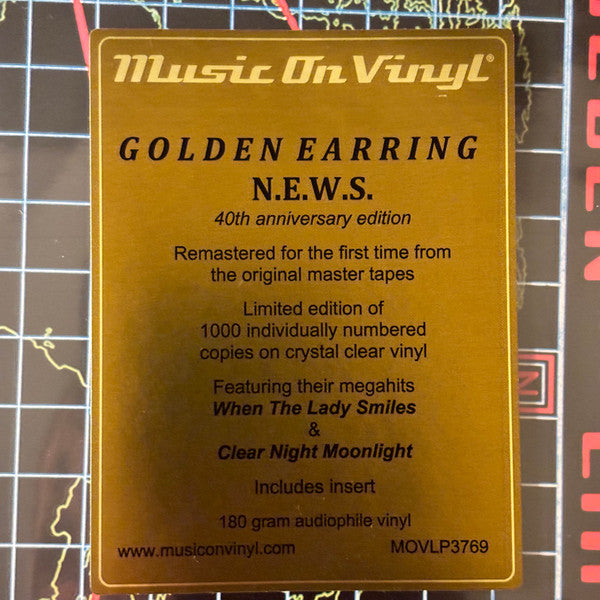 Music On Vinyl®
GOLDEN EARRING
N.E.W.S.
40th anniversary edition
Remastered for the first time from
the original master tapes
Limited edition of
1000 individually numbered
copies on crystal clear vinyl
Featuring their megahits
When The Lady Smiles
&
Clear Night Moonlight
Includes insert
180 gram audiophile vinyl
www.musiconvinyl.com MOVLP3769
N